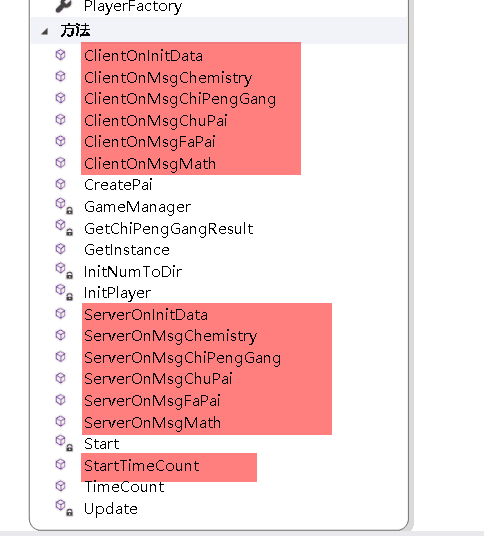 PlayerFactory
方法
ClientOnInitData
ClientOnMsgChemistry
ClientOnMsgChiPengGang
ClientOnMsgChuPai
ClientOnMsgFaPai
ClientOnMsgMath
CreatePai
GameManager
GetChiPengGangResult
GetInstance
InitNumToDir
InitPlayer
ServerOnInitData
ServerOnMsgChemistry
ServerOnMsgChiPengGang
ServerOnMsgChuPai
ServerOnMsgFaPai
ServerOnMsgMath
Start
StartTimeCount
TimeCount
Update